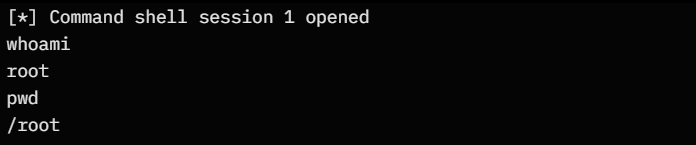 [*] Command shell session 1 opened
whoami
root
pwd
/root